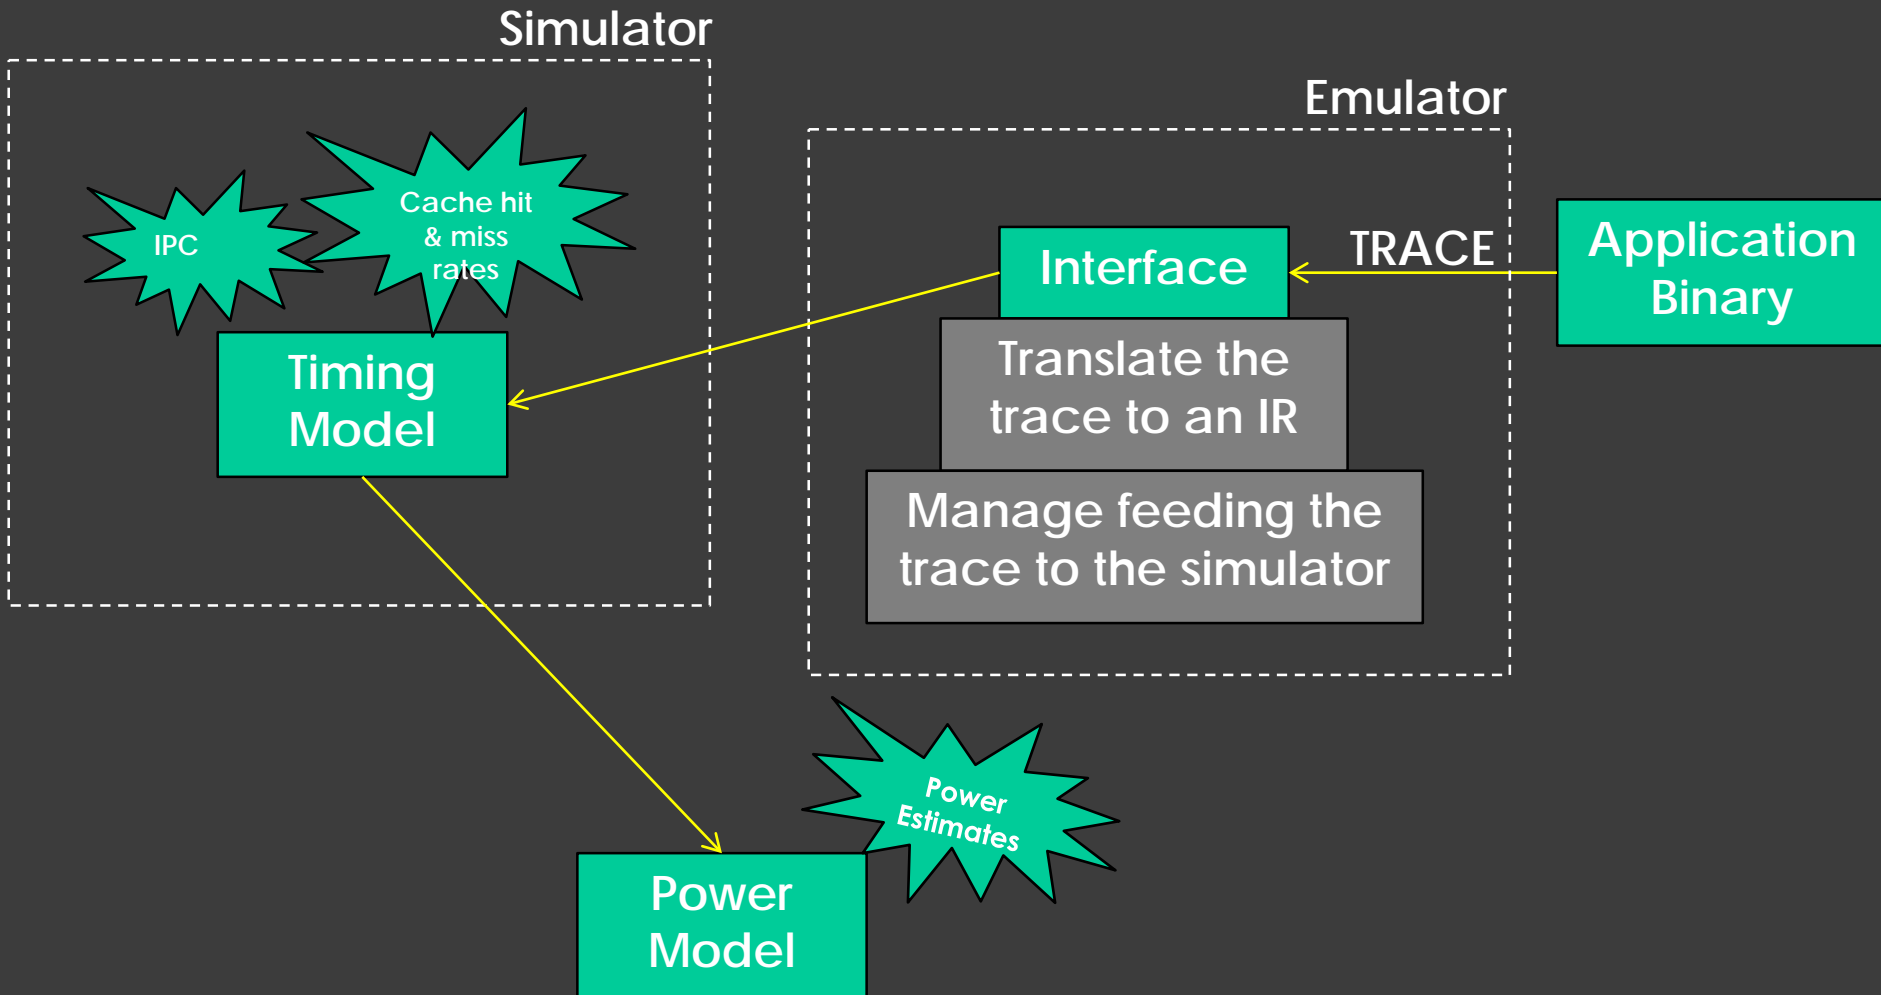 Simulator
Emulator
IPC
Cache hit
& miss
rates
Timing
Model
Interface
TRACE
Application
Binary
Translate the
trace to an IR
Manage feeding the
trace to the simulator
Power
Estimates
Power
Model